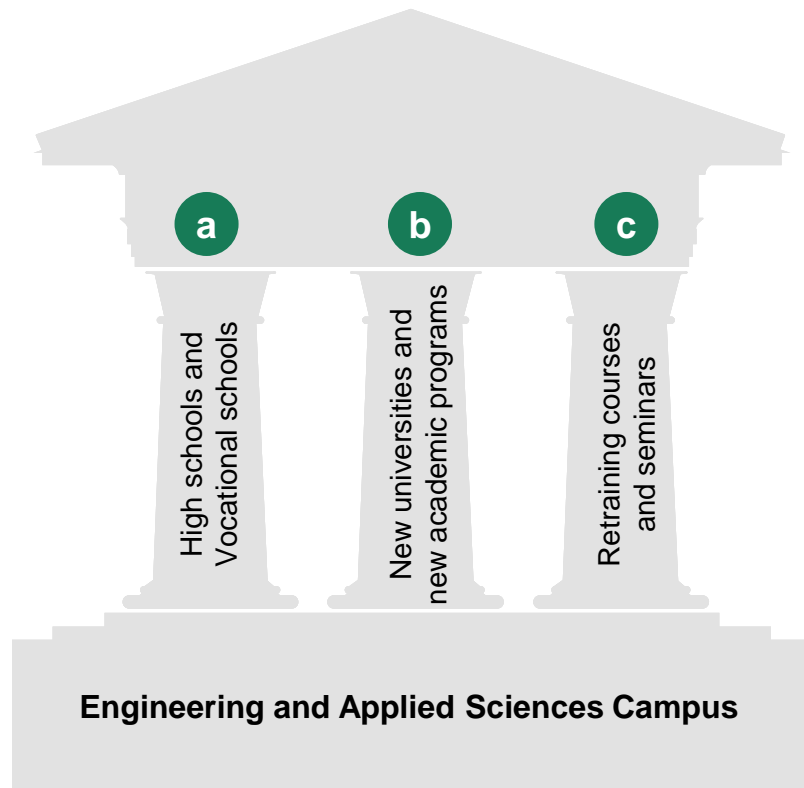 a
b
c
High schools and
Vocational schools
New universities and
new academic programs
Retraining courses
and seminars
Engineering and Applied Sciences Campus